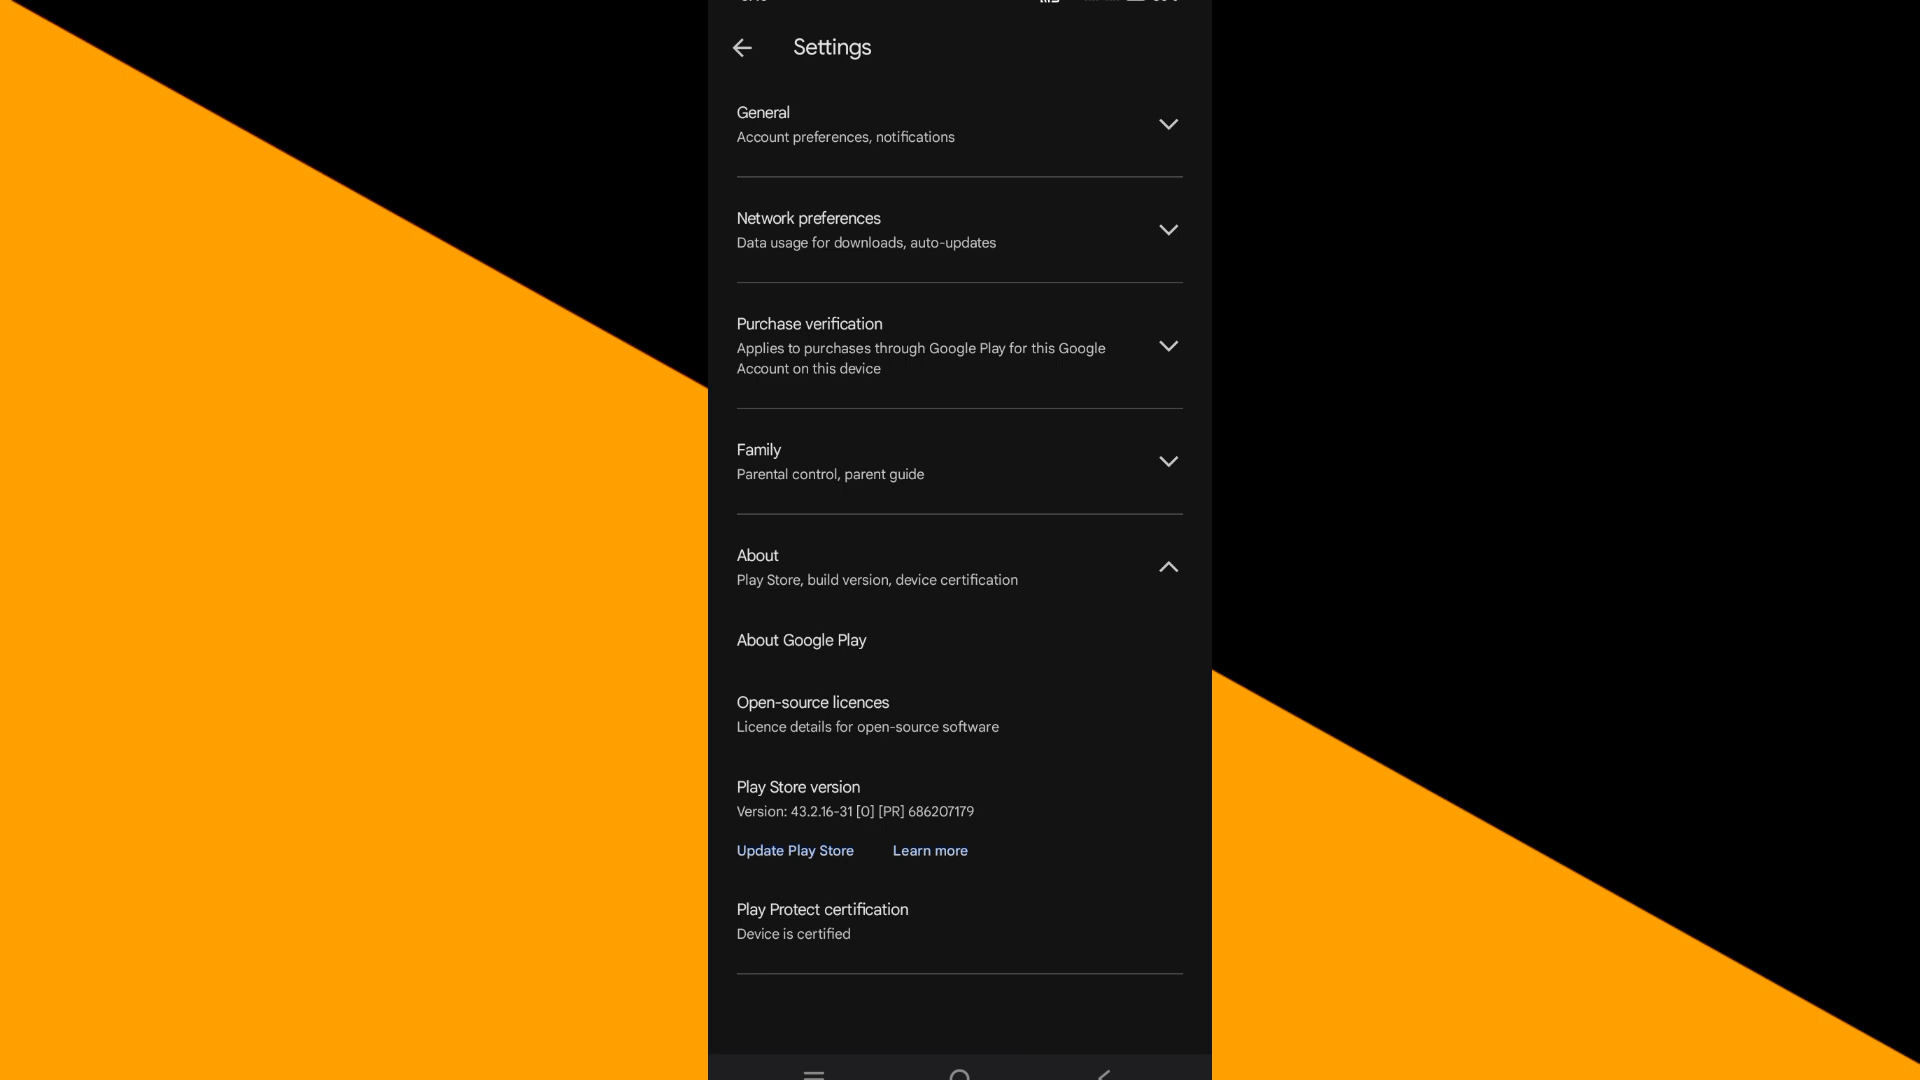 Settings
General
Account preferences, notifications
Network preferences
Data usage for downloads, auto-updates
Purchase verification
Applies to purchases through Google Play for this Google
Account on this device
Family
Parental control, parent guide
About
Play Store, build version, device certification
About Google Play
Open-source licences
Licence details for open-source software
Play Store version
Version: 43.2.16-31 [0] [PR] 686207179
Update Play Store Learn more
Play Protect certification
Device is certified